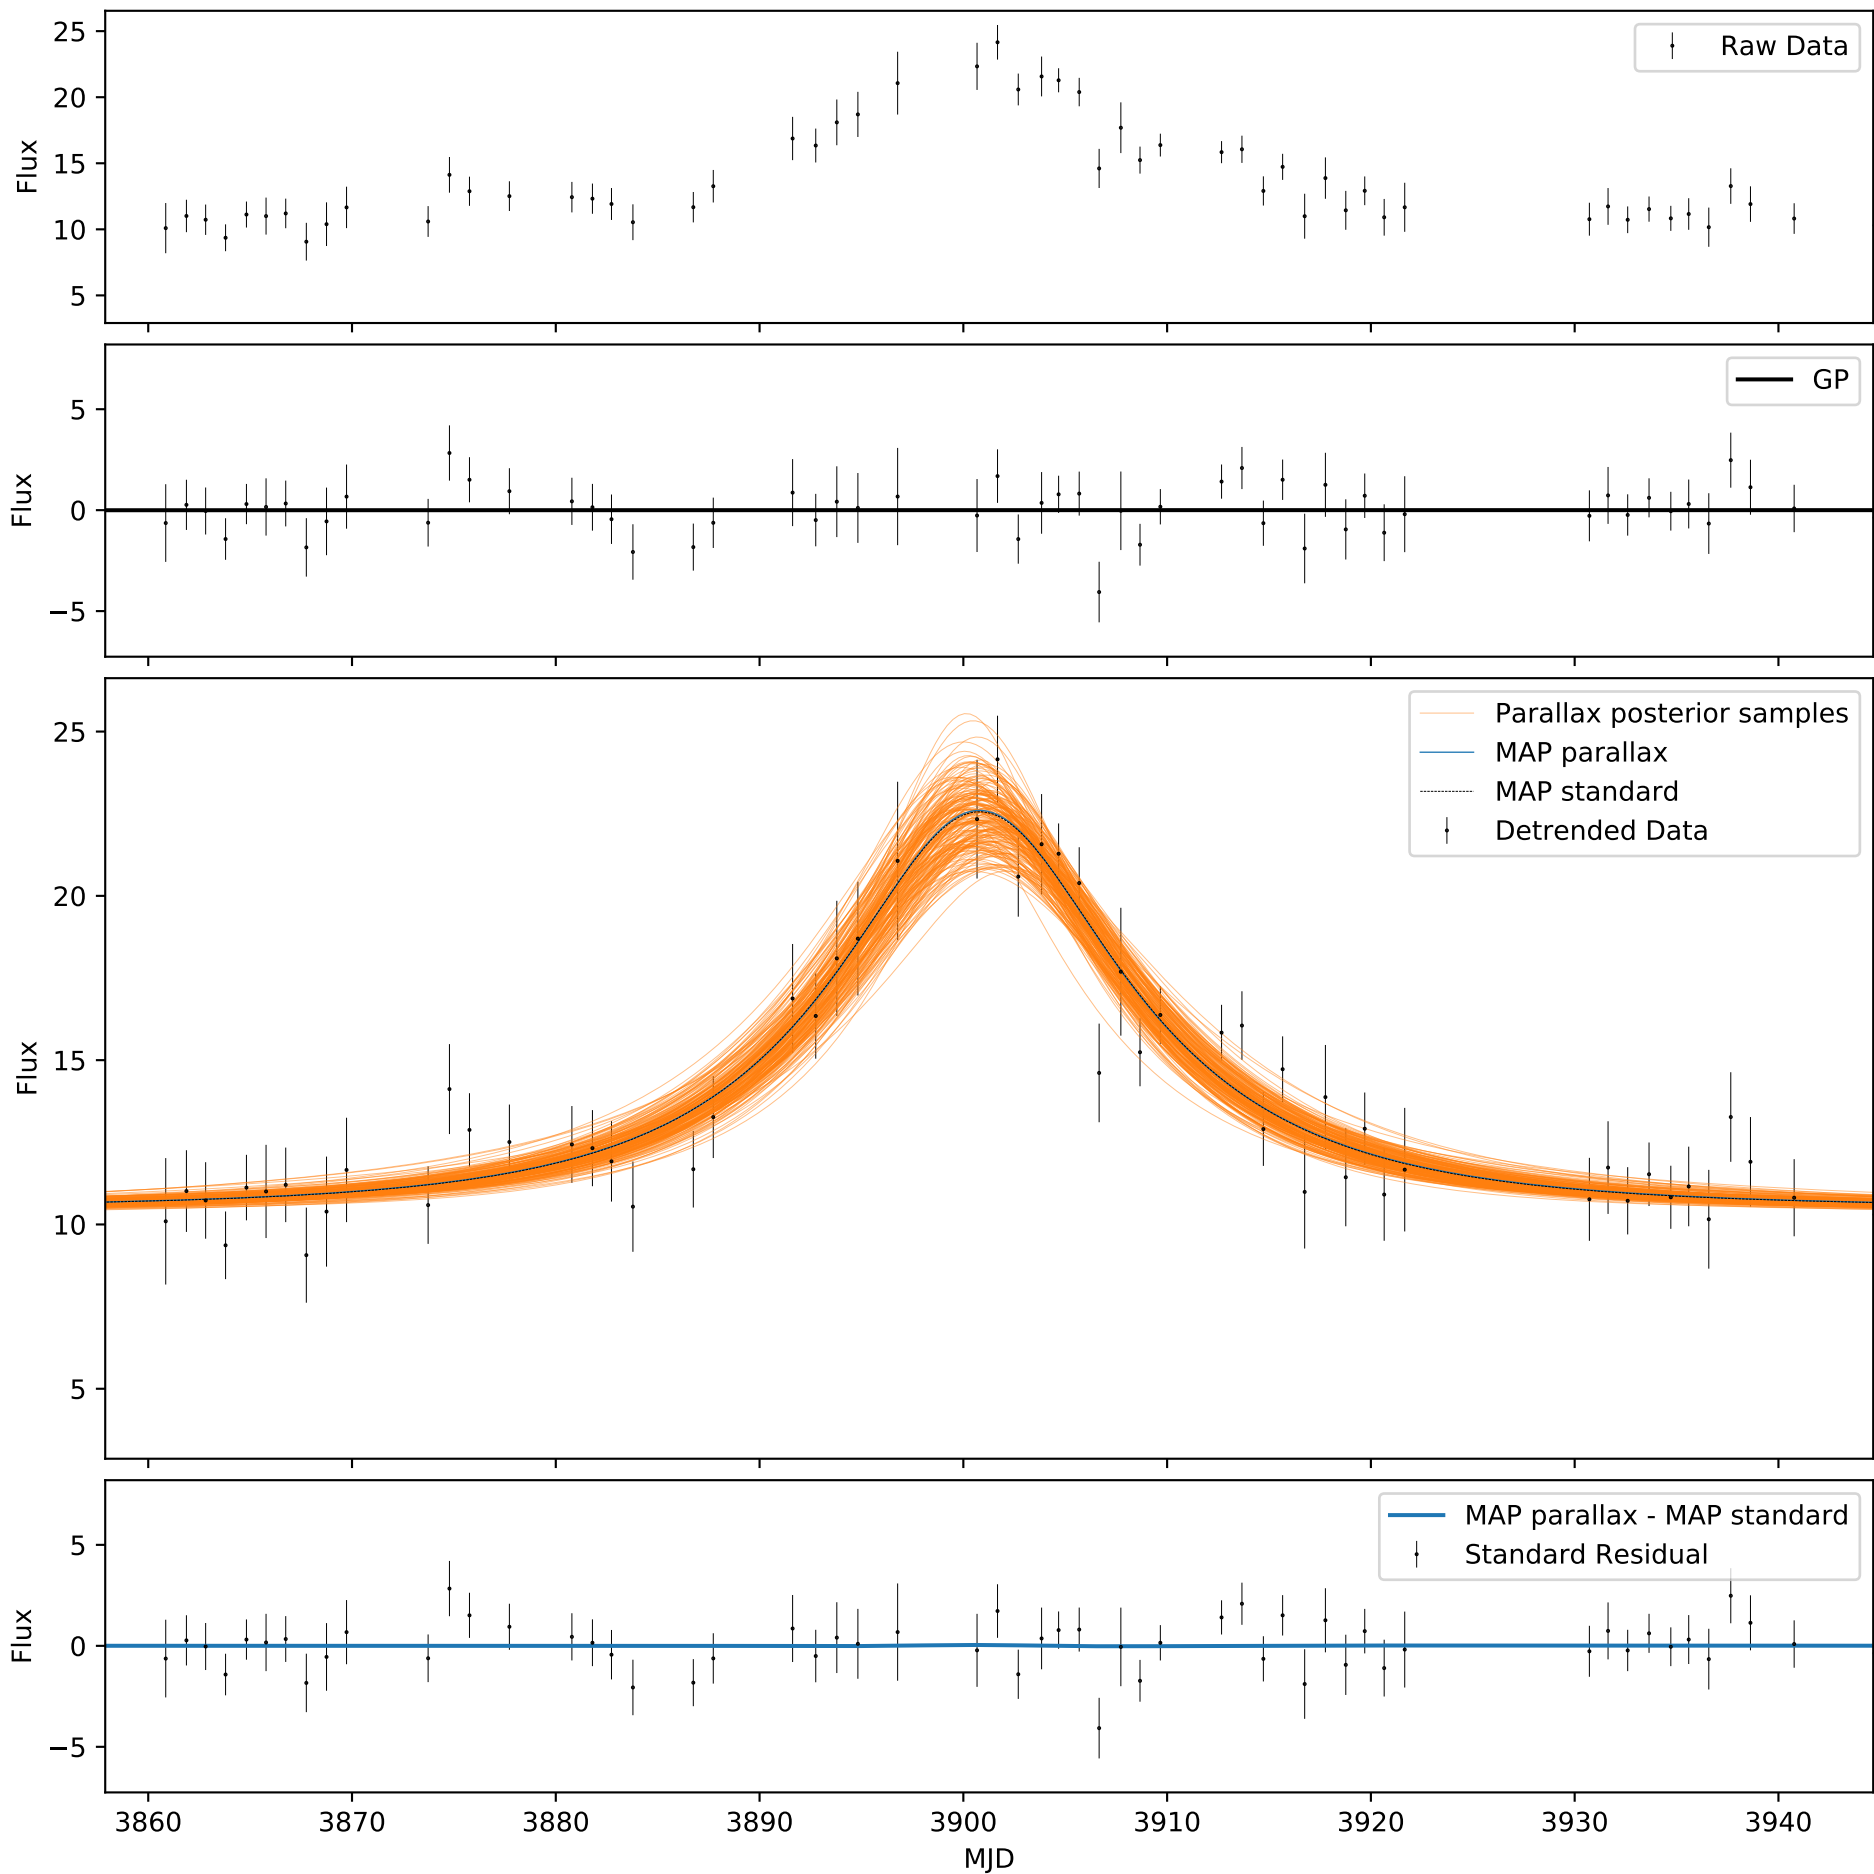 25
20
15
10
5
Flux
Raw Data
5
0
−5
Flux
GP
25
20
15
10
5
Flux
Parallax posterior samples
MAP parallax
MAP standard
Detrended Data
5
0
−5
Flux
MAP parallax - MAP standard
Standard Residual
3860 3870 3880 3890 3900 3910 3920 3930 3940
MJD